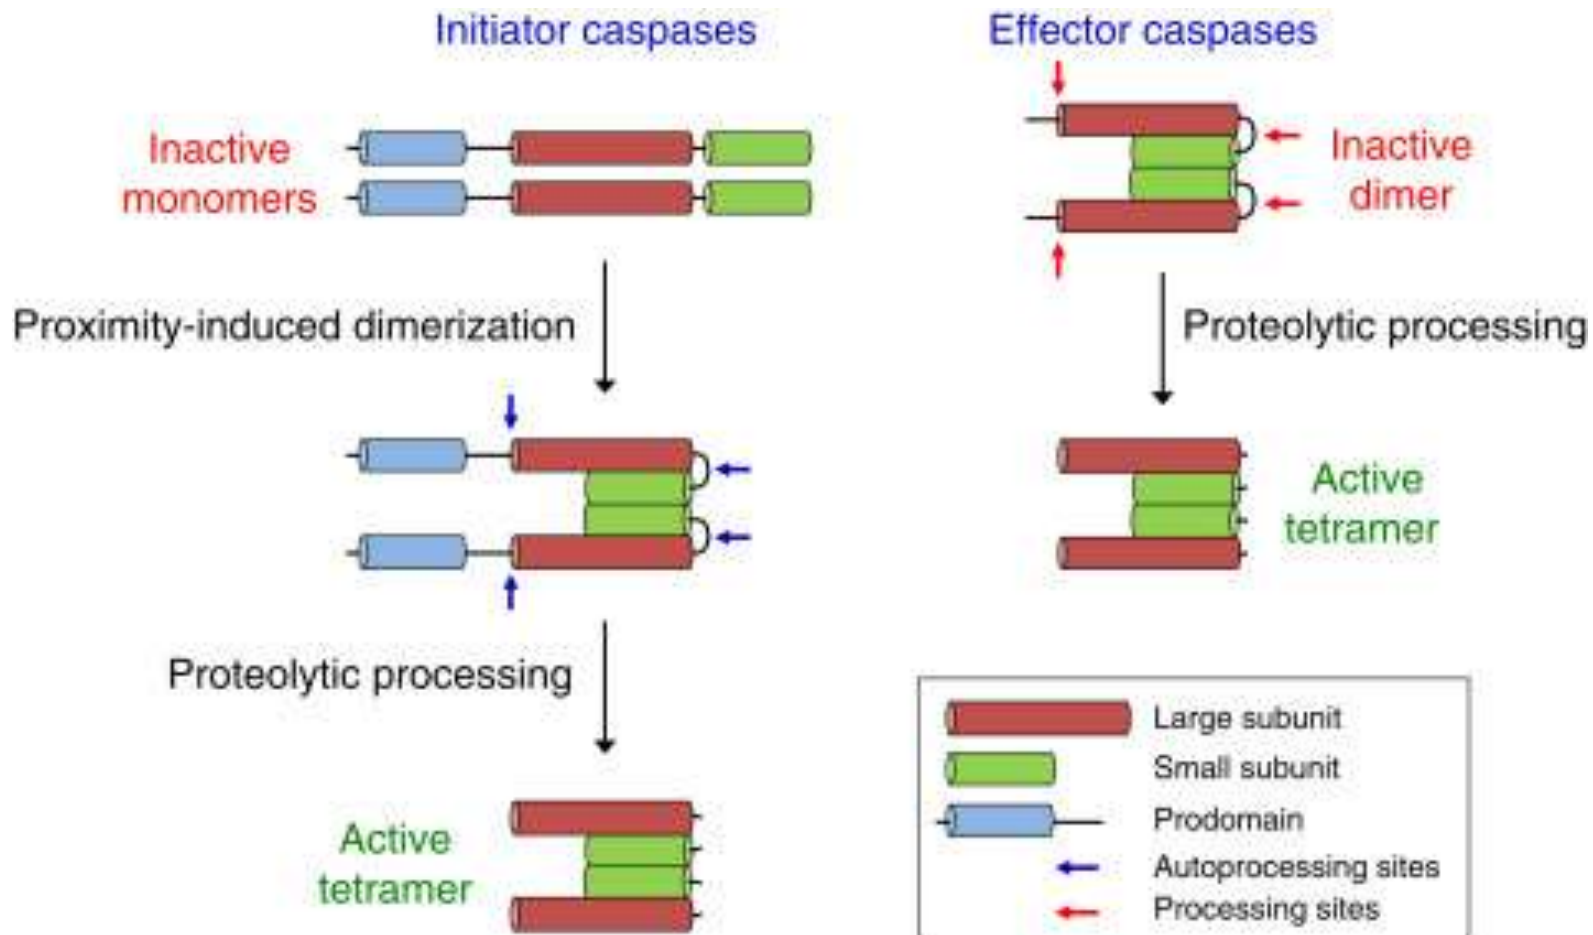 Initiator caspases
Effector caspases
Inactive
monomers
Inactive
dimer
Proximity-induced dimerization
Proteolytic processing
Active
tetramer
Proteolytic processing
Active
tetramer
Large subunit
Small subunit
Prodomain
Autoprocessing sites
Processing sites